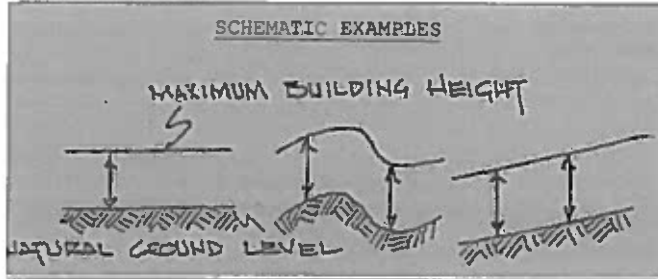 SCHEMATIC EXAMPLES
MAXIMUM BUILDING HEIGHT
NATURAL GROUND LEVEL